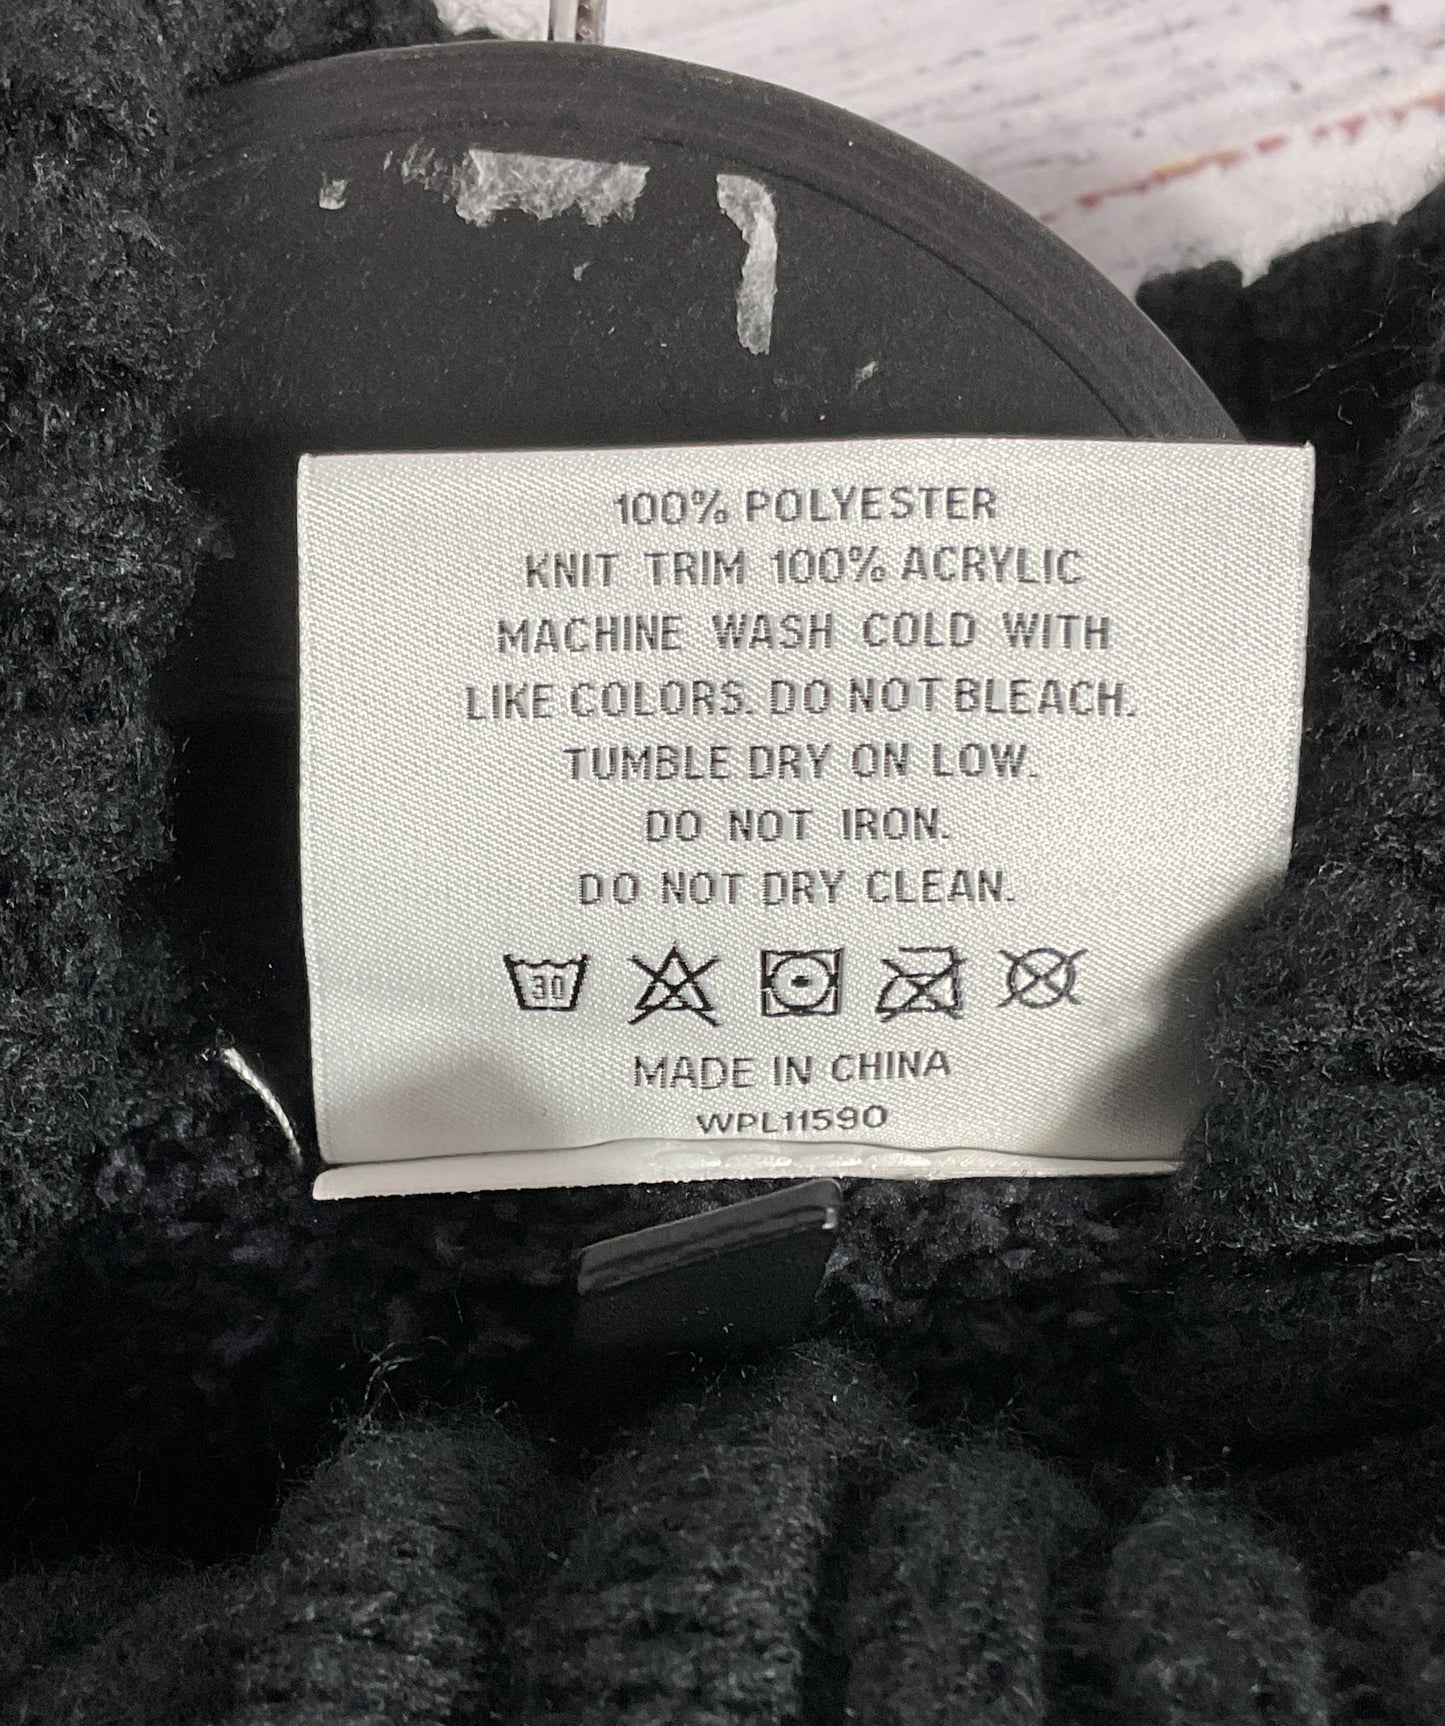 100% POLYESTER
KNIT TRIM 100% ACRYLIC
MACHINE WASH COLD WITH
LIKE COLORS. DO NOT BLEACH.
TUMBLE DRY ON LOW.
DO NOT IRON.
DO NOT DRY CLEAN.
30
MADE IN CHINA
WPL11590